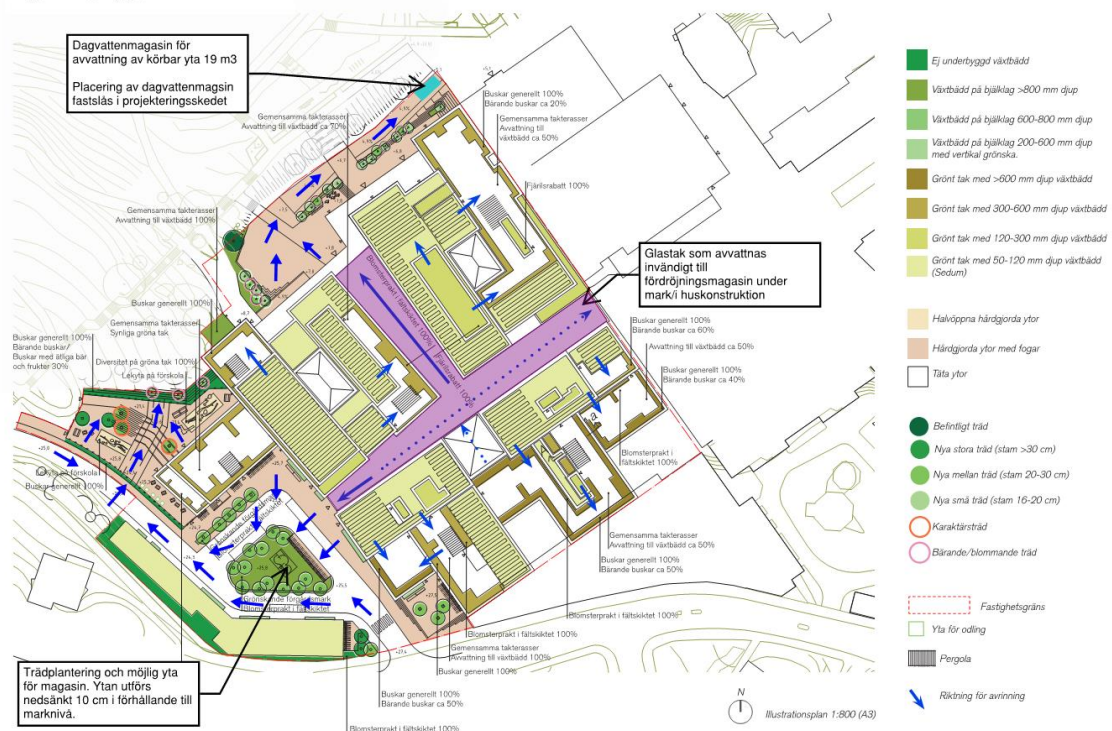 Dagvattenmagasin för
avvattning av körbar yta 19 m3
Placering av dagvattenmagsin
fastslås i projekteringsskedet
Buskar generellt 100%
Bärande buskar ca 20%
Gemensamma takterasser
Avvattning till växtbädd ca 70%
Gemensamma takterasser
Avvattning till
växtbädd ca 50%
Fjärilsrabatt 100%
Gemensamma takterasser
Avvattning till växtbädd 100%
Glastak som avvattnas
invändigt till
fördröjningsmagasin under
mark/i huskonstruktion
Blomsterprakt i fältskiktet 100%
Fjärilsrabatt 100%
Buskar generellt 100%
Gemensamma takterasser
Synliga gröna tak
Buskar generellt 100%
Bärande buskar/
Buskar med ätliga bär
och frukter 30%
Diversitet på gröna tak 100%
Lekyta på förskola
Buskar generellt 100%
Bärande buskar ca 60%
Avvattning till växtbädd ca 50%
Buskar generellt 100%
Bärande buskar ca 40%
Blomsterprakt i
fältskiktet 100%
Lekyta på förskola
Buskar generellt 100%
Gemensamma takterasser
Avvattning till växtbädd ca 50%
Buskar generellt 100%
Bärande buskar ca 50%
Blomsterprakt i fältskiktet 100%
Blomsterprakt i fältskiktet 100%
Gemensamma takterasser
Avvattning till växtbädd 100%
Buskar generellt 100%
Trädplantering och möjlig yta
för magasin. Ytan utförs
nedsänkt 10 cm i förhållande till
marknivå.
Buskar generellt 100%
Bärande buskar ca 50%
Blomsterprakt i fältskiktet 100%
N
Illustrationsplan 1:800 (A3)
Ej underbyggd växtbädd
Växtbädd på bjälklag >800 mm djup
Växtbädd på bjälklag 600-800 mm djup
Växtbädd på bjälklag 200-600 mm djup
med vertikal grönska.
Grönt tak med >600 mm djup växtbädd
Grönt tak med 300-600 mm djup växtbädd
Grönt tak med 120-300 mm djup växtbädd
Grönt tak med 50-120 mm djup växtbädd
(Sedum)
Halvöppna hårdgjorda ytor
Hårdgjorda ytor med fogar
Täta ytor
Befintligt träd
Nya stora träd (stam >30 cm)
Nya mellan träd (stam 20-30 cm)
Nya små träd (stam 16-20 cm)
Karaktärsträd
Bärande/blommande träd
Fastighetsgräns
Yta för odling
Pergola
Riktning för avrinning